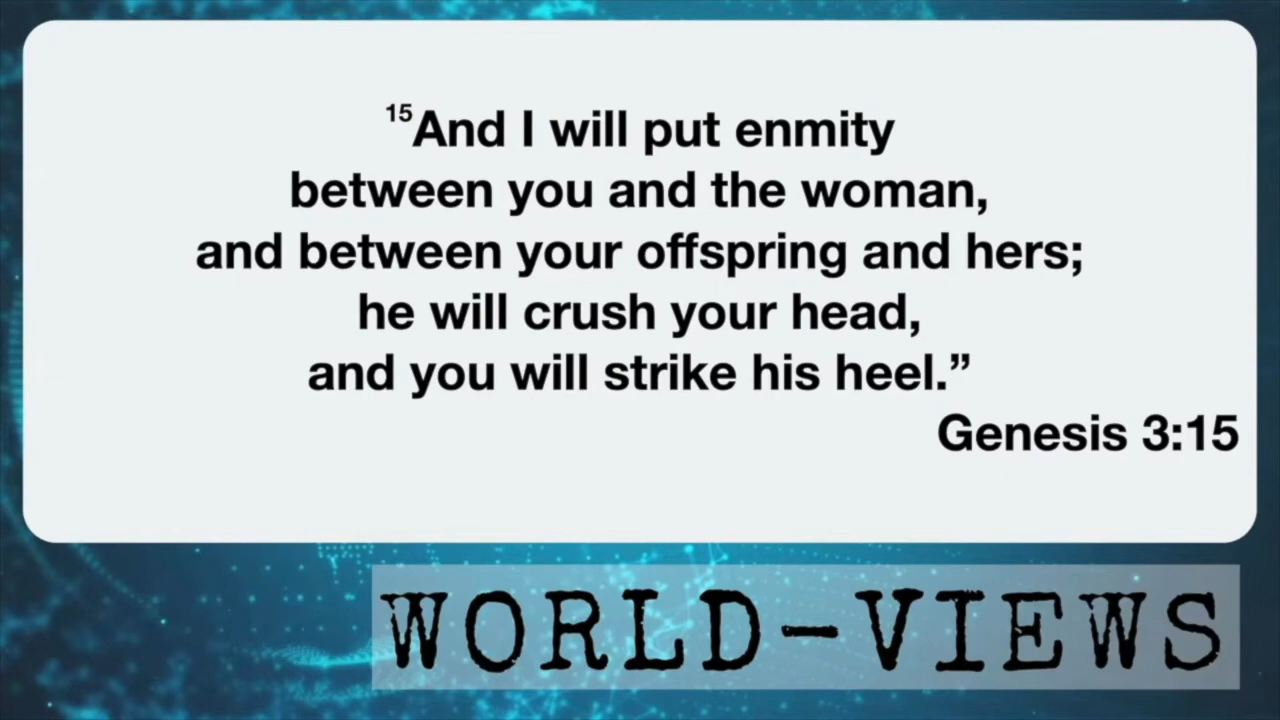 15And I will put enmity
between you and the woman,
and between your offspring and hers;
he will crush your head,
and you will strike his heel.”
Genesis 3:15
WORLD-VIEWS